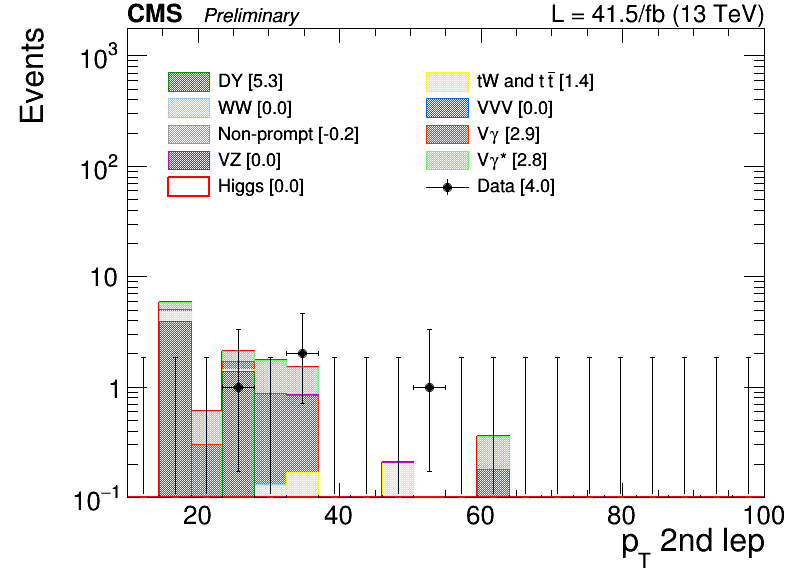 CMS Preliminary L = 41.5/fb (13 TeV)
Events
10³
10²
10
1
10⁻¹
DY [5.3]
WW [0.0]
Non-prompt [-0.2]
VZ [0.0]
Higgs [0.0]
tW and tt̅ [1.4]
VVV [0.0]
Vγ [2.9]
Vγ* [2.8]
Data [4.0]
20 40 60 80 100
p_T 2nd lep